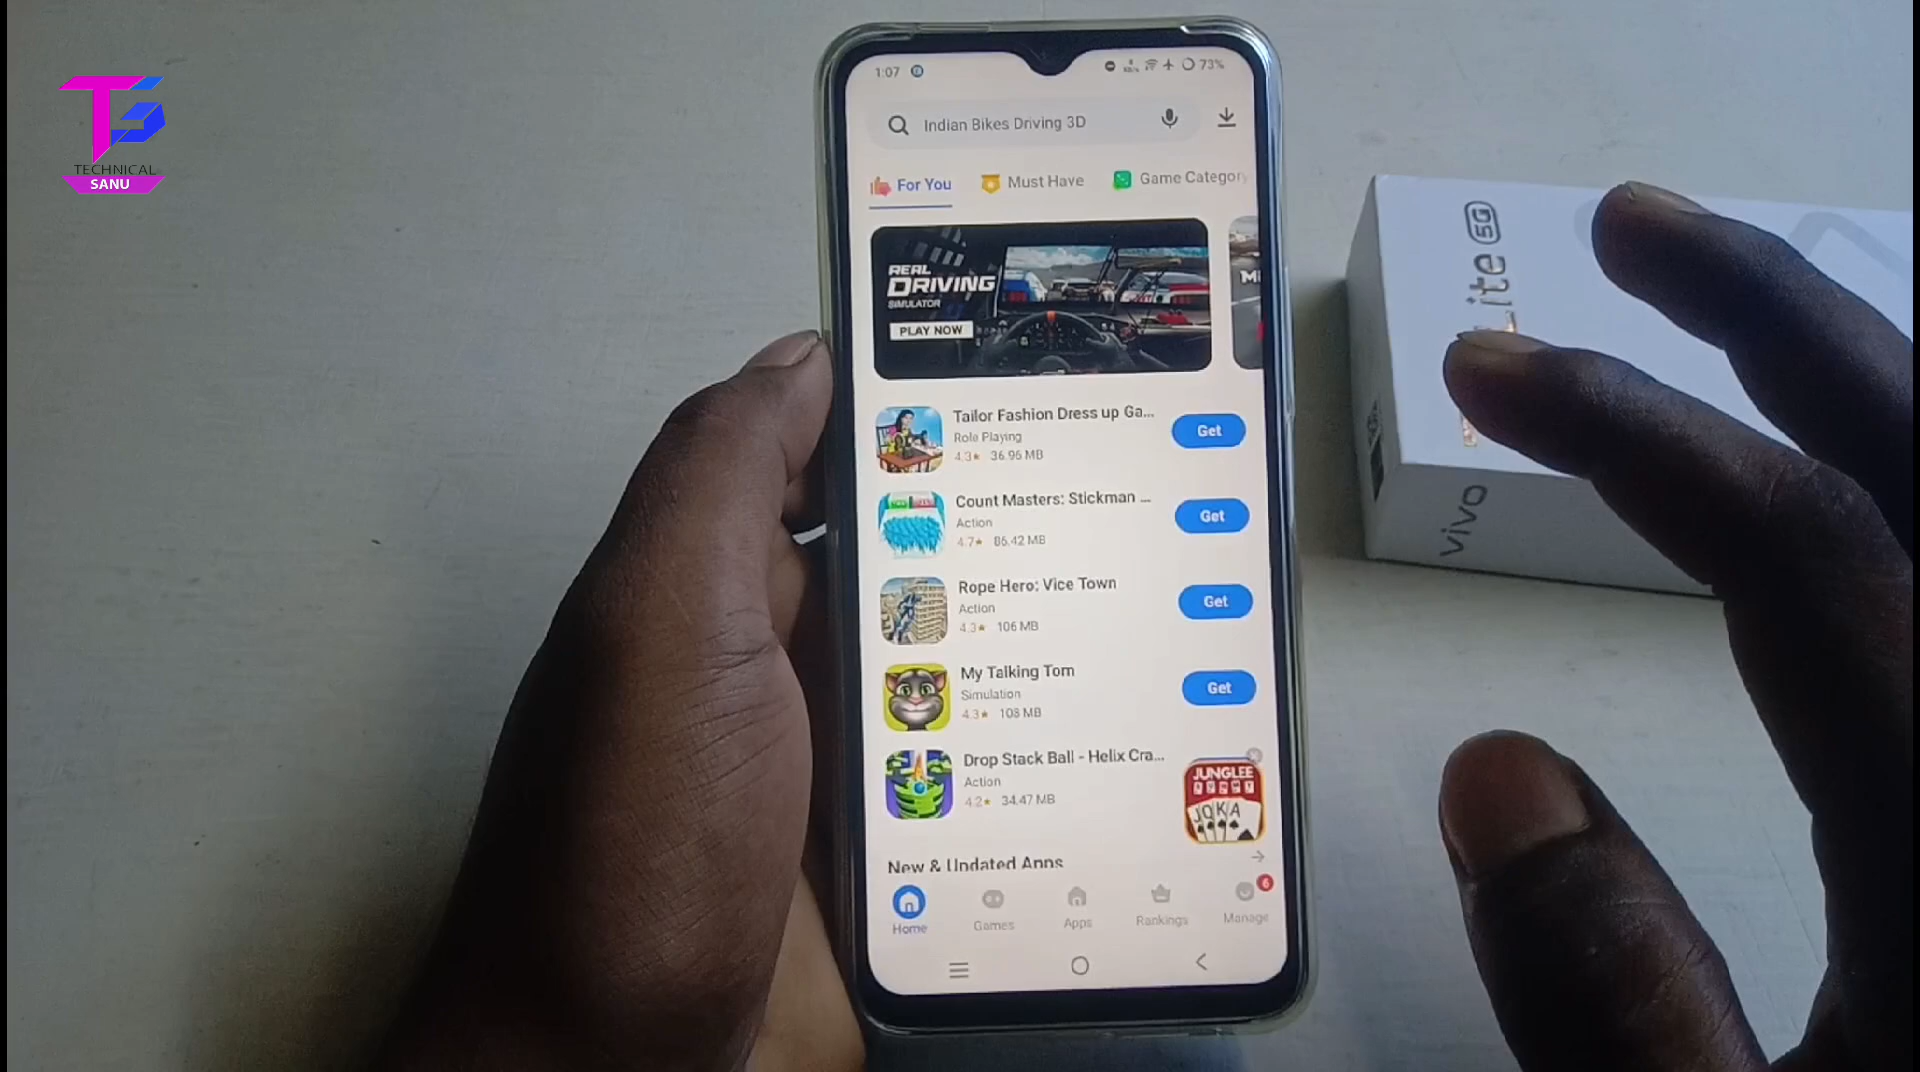 TECHNICAL
SANU
1:07
73%
Indian Bikes Driving 3D
For You
Must Have
Game Category
REAL
DRIVING
SIMULATOR
PLAY NOW
Tailor Fashion Dress up Ga...
Role Playing
4.3★ 36.96 MB
Get
Count Masters: Stickman ...
Action
4.7★ 86.42 MB
Get
Rope Hero: Vice Town
Action
4.3★ 106 MB
Get
My Talking Tom
Simulation
4.3★ 108 MB
Get
Drop Stack Ball - Helix Cra...
Action
4.2★ 34.47 MB
JUNGLEE
JOKA
New & Updated Apps
Home
Games
Apps
Rankings
Manage
6
Lite 5G
vivo